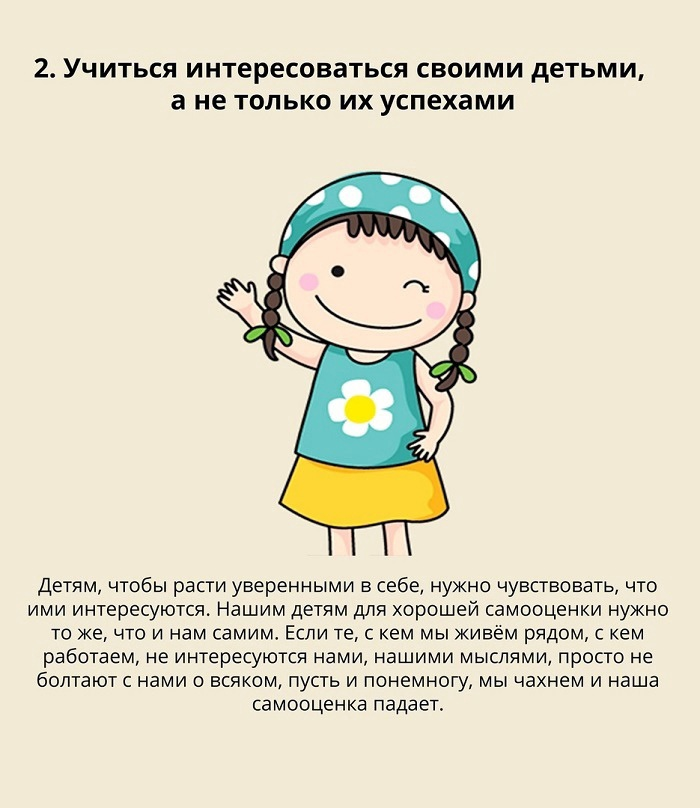 2. Учиться интересоваться своими детьми,
а не только их успехами
Детям, чтобы расти уверенными в себе, нужно чувствовать, что
ими интересуются. Нашим детям для хорошей самооценки нужно
то же, что и нам самим. Если те, с кем мы живём рядом, с кем
работаем, не интересуются нами, нашими мыслями, просто не
болтают с нами о всяком, пусть и понемногу, мы чахнем и наша
самооценка падает.